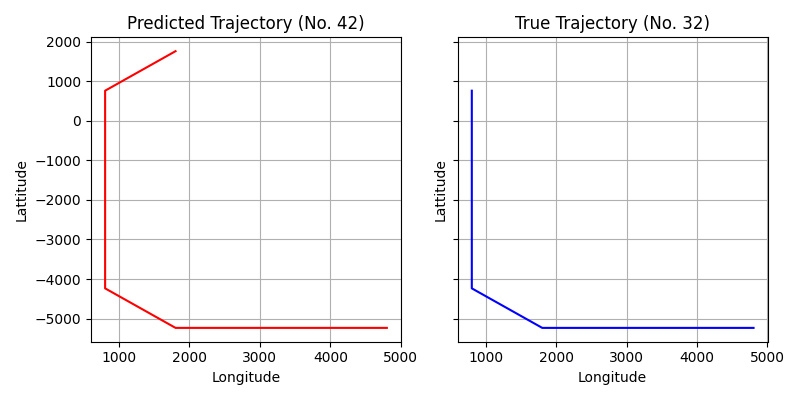 Predicted Trajectory (No. 42)
True Trajectory (No. 32)
2000
1000
0
−1000
−2000
−3000
−4000
−5000
Lattitude
Lattitude
1000 2000 3000 4000 5000
1000 2000 3000 4000 5000
Longitude
Longitude